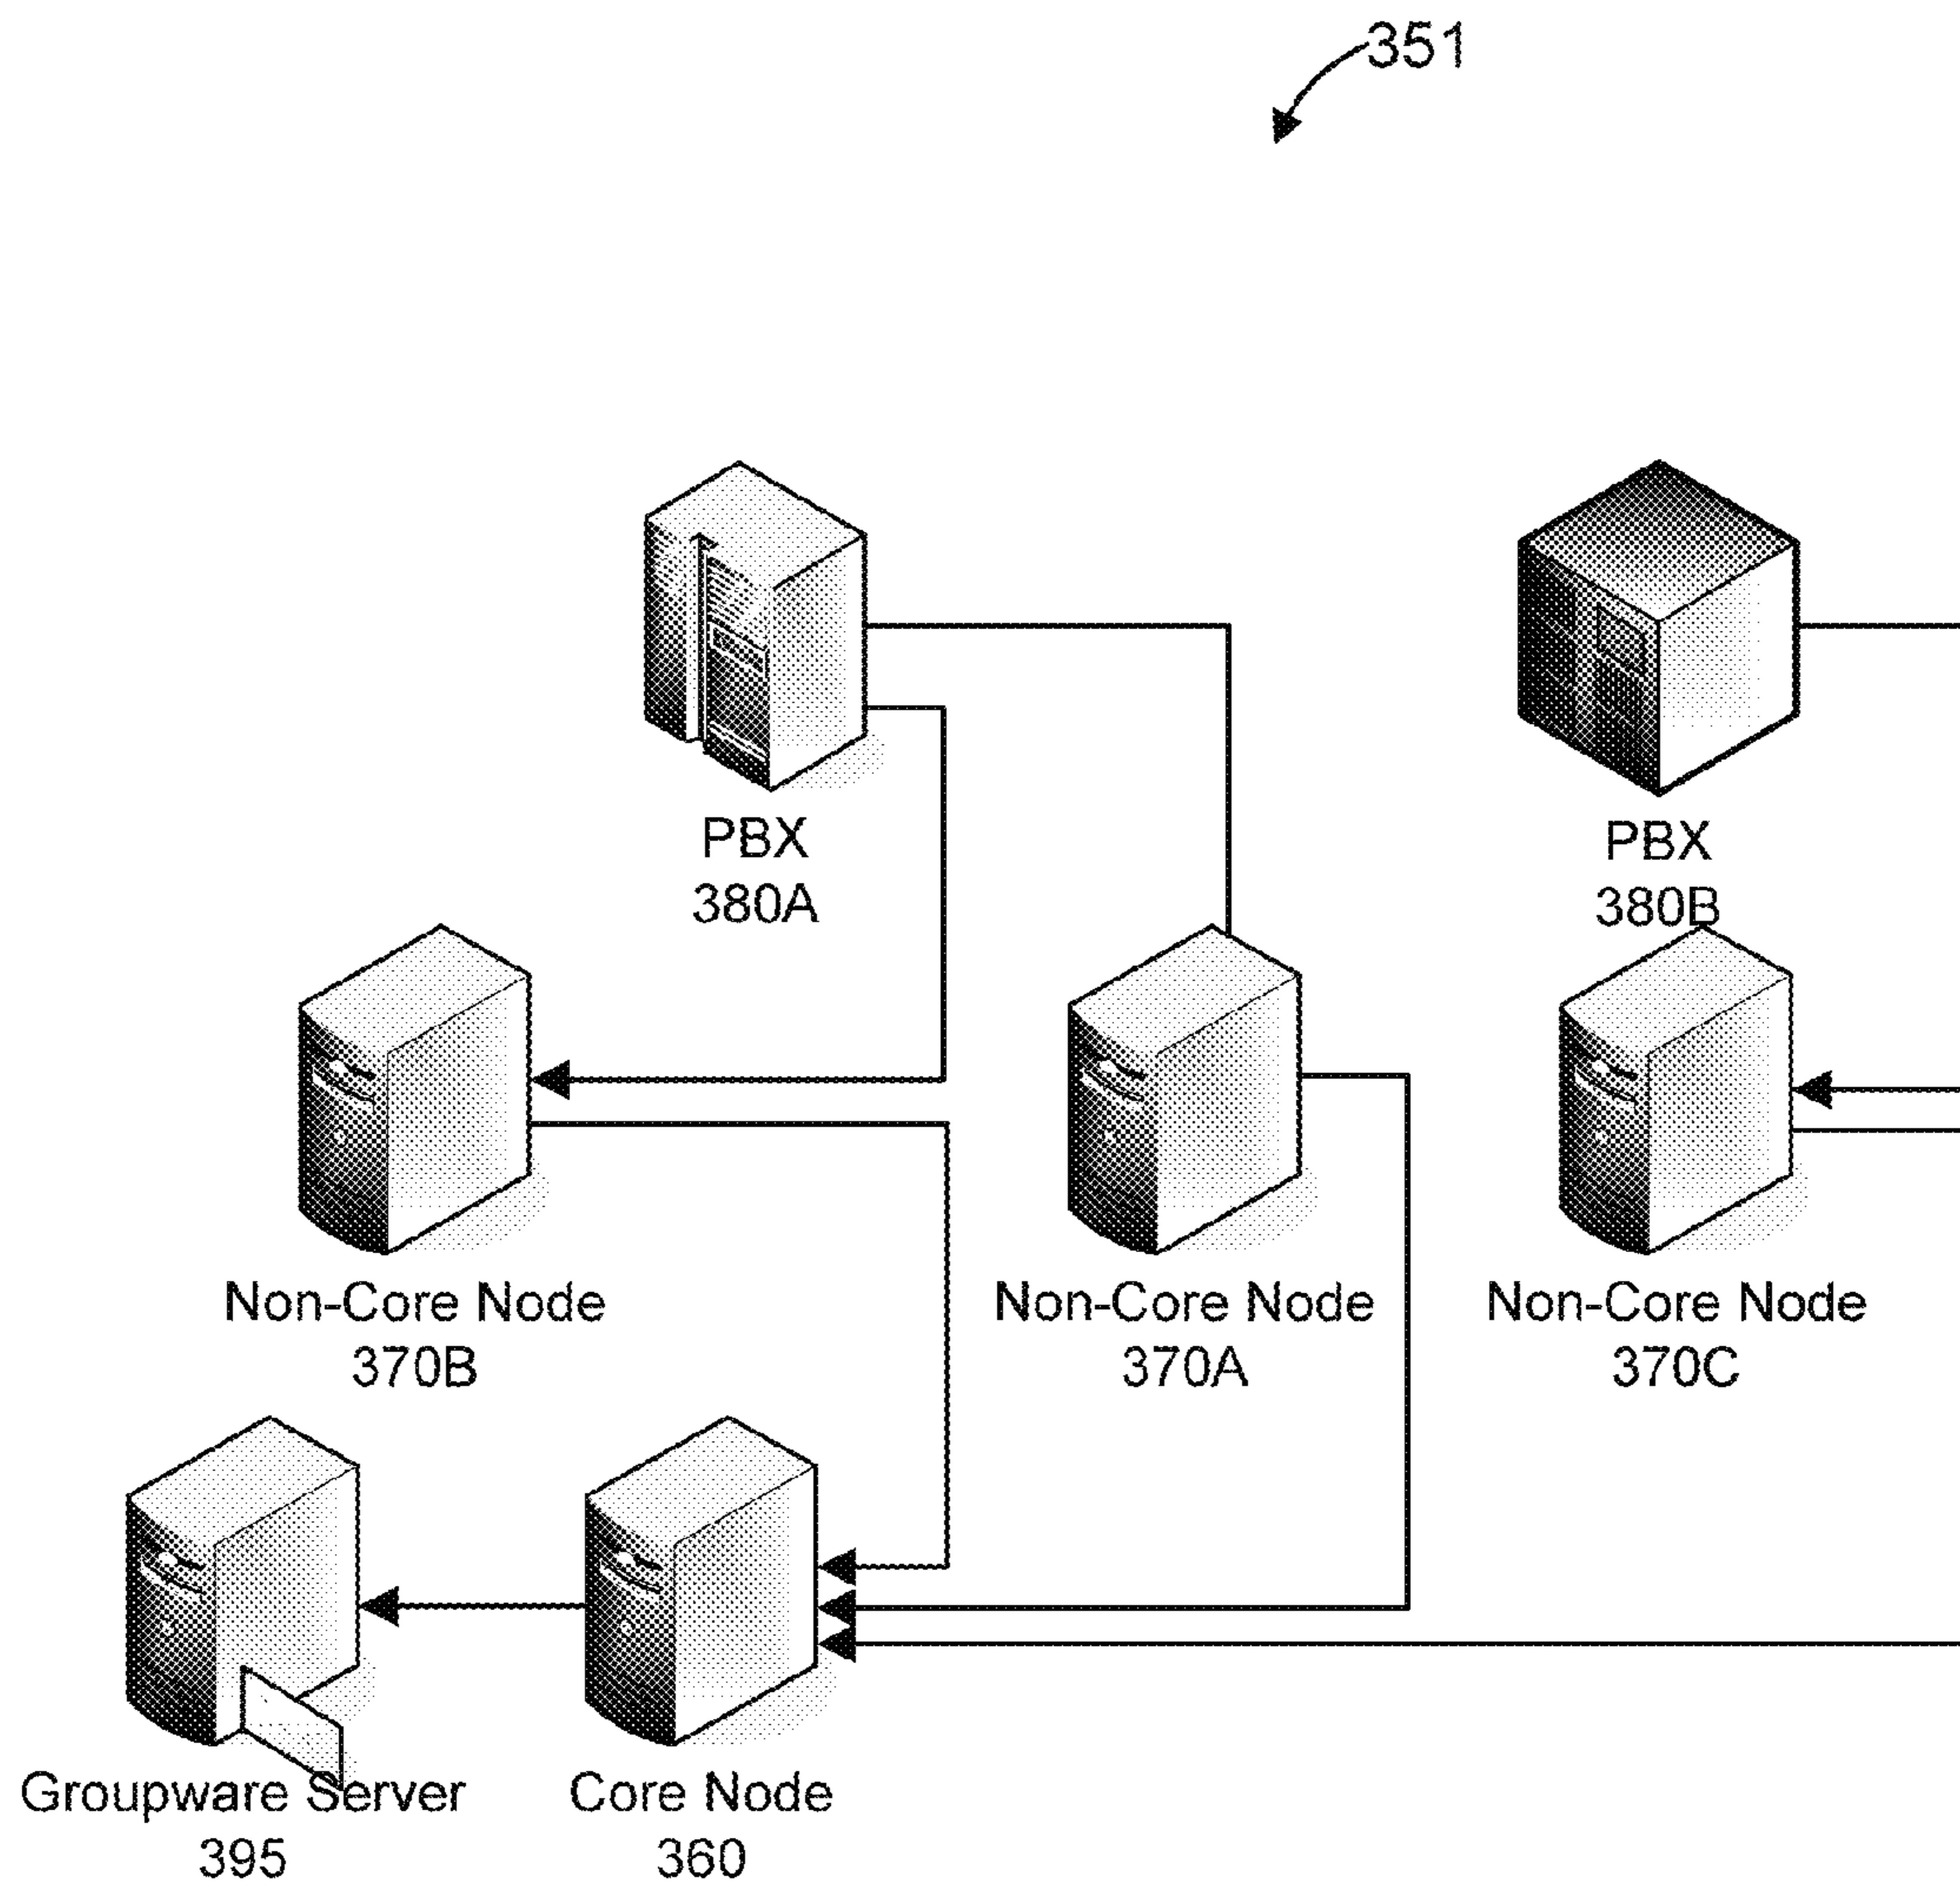 351
PBX
380A
PBX
380B
Non-Core Node
370B
Non-Core Node
370A
Non-Core Node
370C
Groupware Server
395
Core Node
360